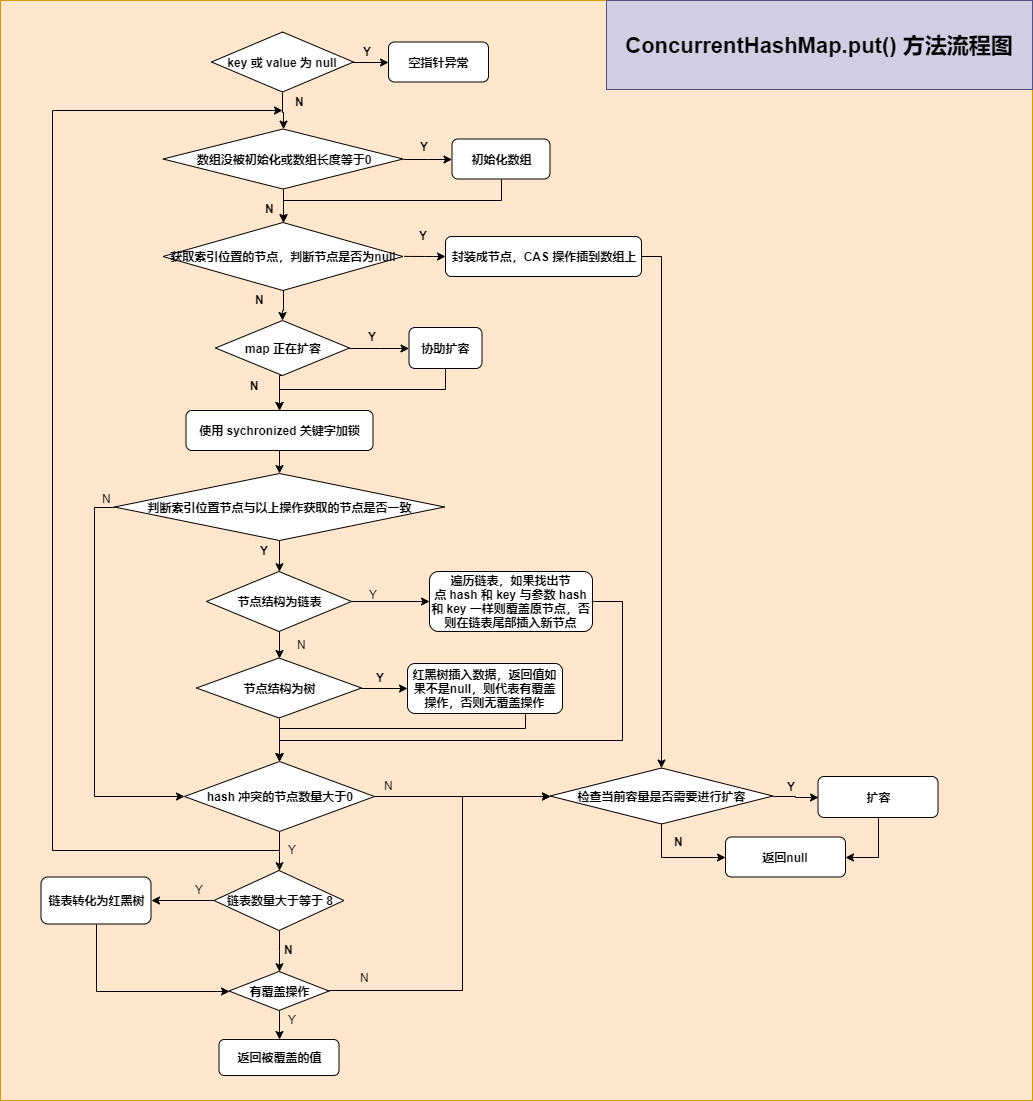 ConcurrentHashMap.put() 方法流程图
key 或 value 为 null
Y
空指针异常
N
数组没被初始化或数组长度等于0
Y
初始化数组
N
获取索引位置的节点，判断节点是否为null
Y
封装成节点，CAS 操作插到数组上
N
map 正在扩容
Y
协助扩容
N
使用 sychronized 关键字加锁
N
判断索引位置节点与以上操作获取的节点是否一致
Y
节点结构为链表
Y
遍历链表，如果找出节
点 hash 和 key 与参数 hash
和 key 一样则覆盖原节点，否
则在链表尾部插入新节点
N
节点结构为树
Y
红黑树插入数据，返回值如
果不是null，则代表有覆盖
操作，否则无覆盖操作
hash 冲突的节点数量大于0
N
检查当前容量是否需要进行扩容
Y
扩容
N
返回null
Y
链表数量大于等于 8
Y
链表转化为红黑树
N
有覆盖操作
N
Y
返回被覆盖的值